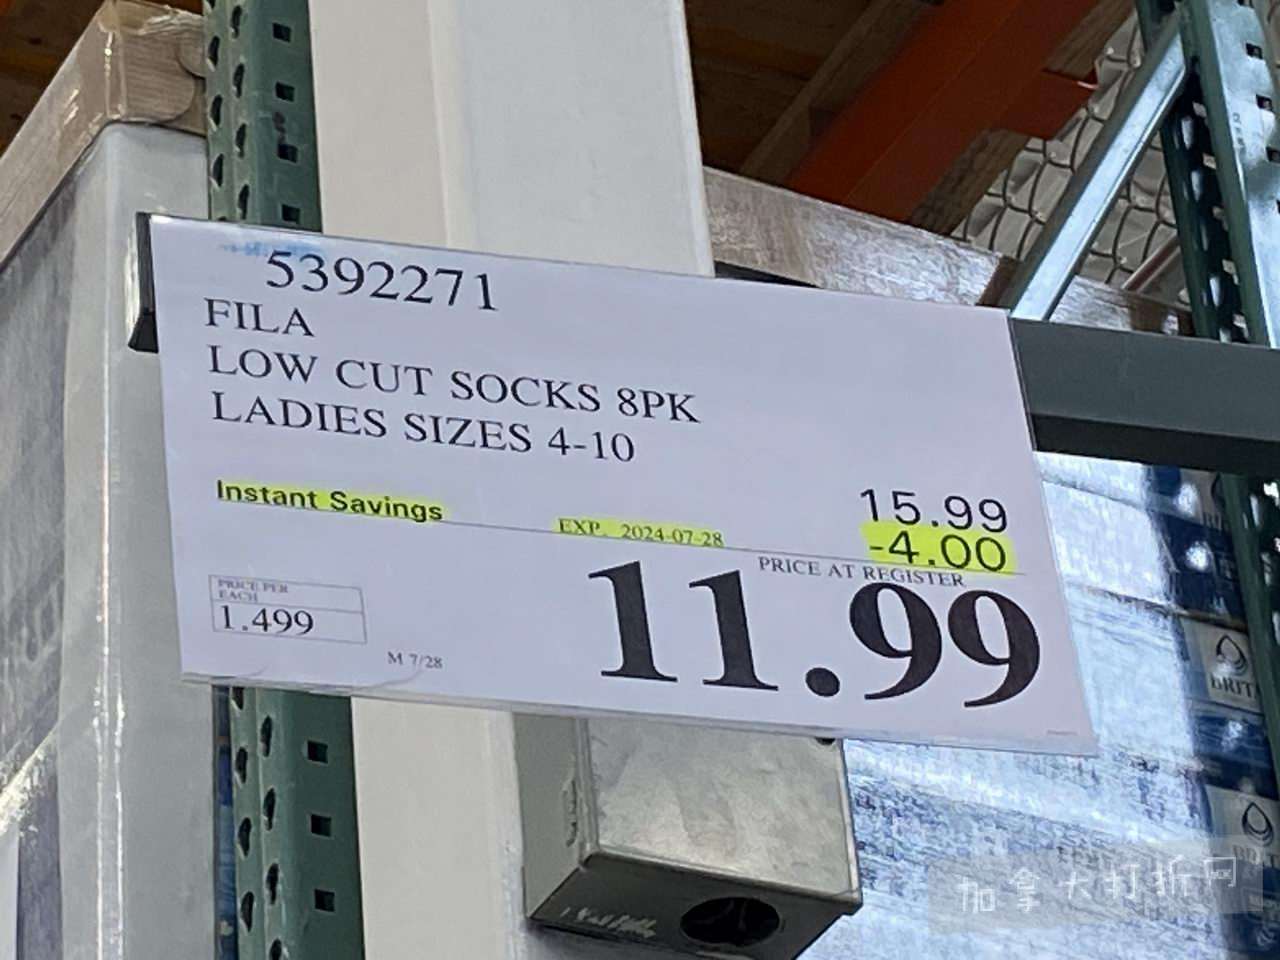 5392271
FILA
LOW CUT SOCKS 8PK
LADIES SIZES 4-10
15.99
Instant Savings
EXP. 2024-07-28
-4.00
PRICE AT REGISTER
11.99
PRICE PER
EACH
1.499
M 7/28
BRIT
加拿大打折网